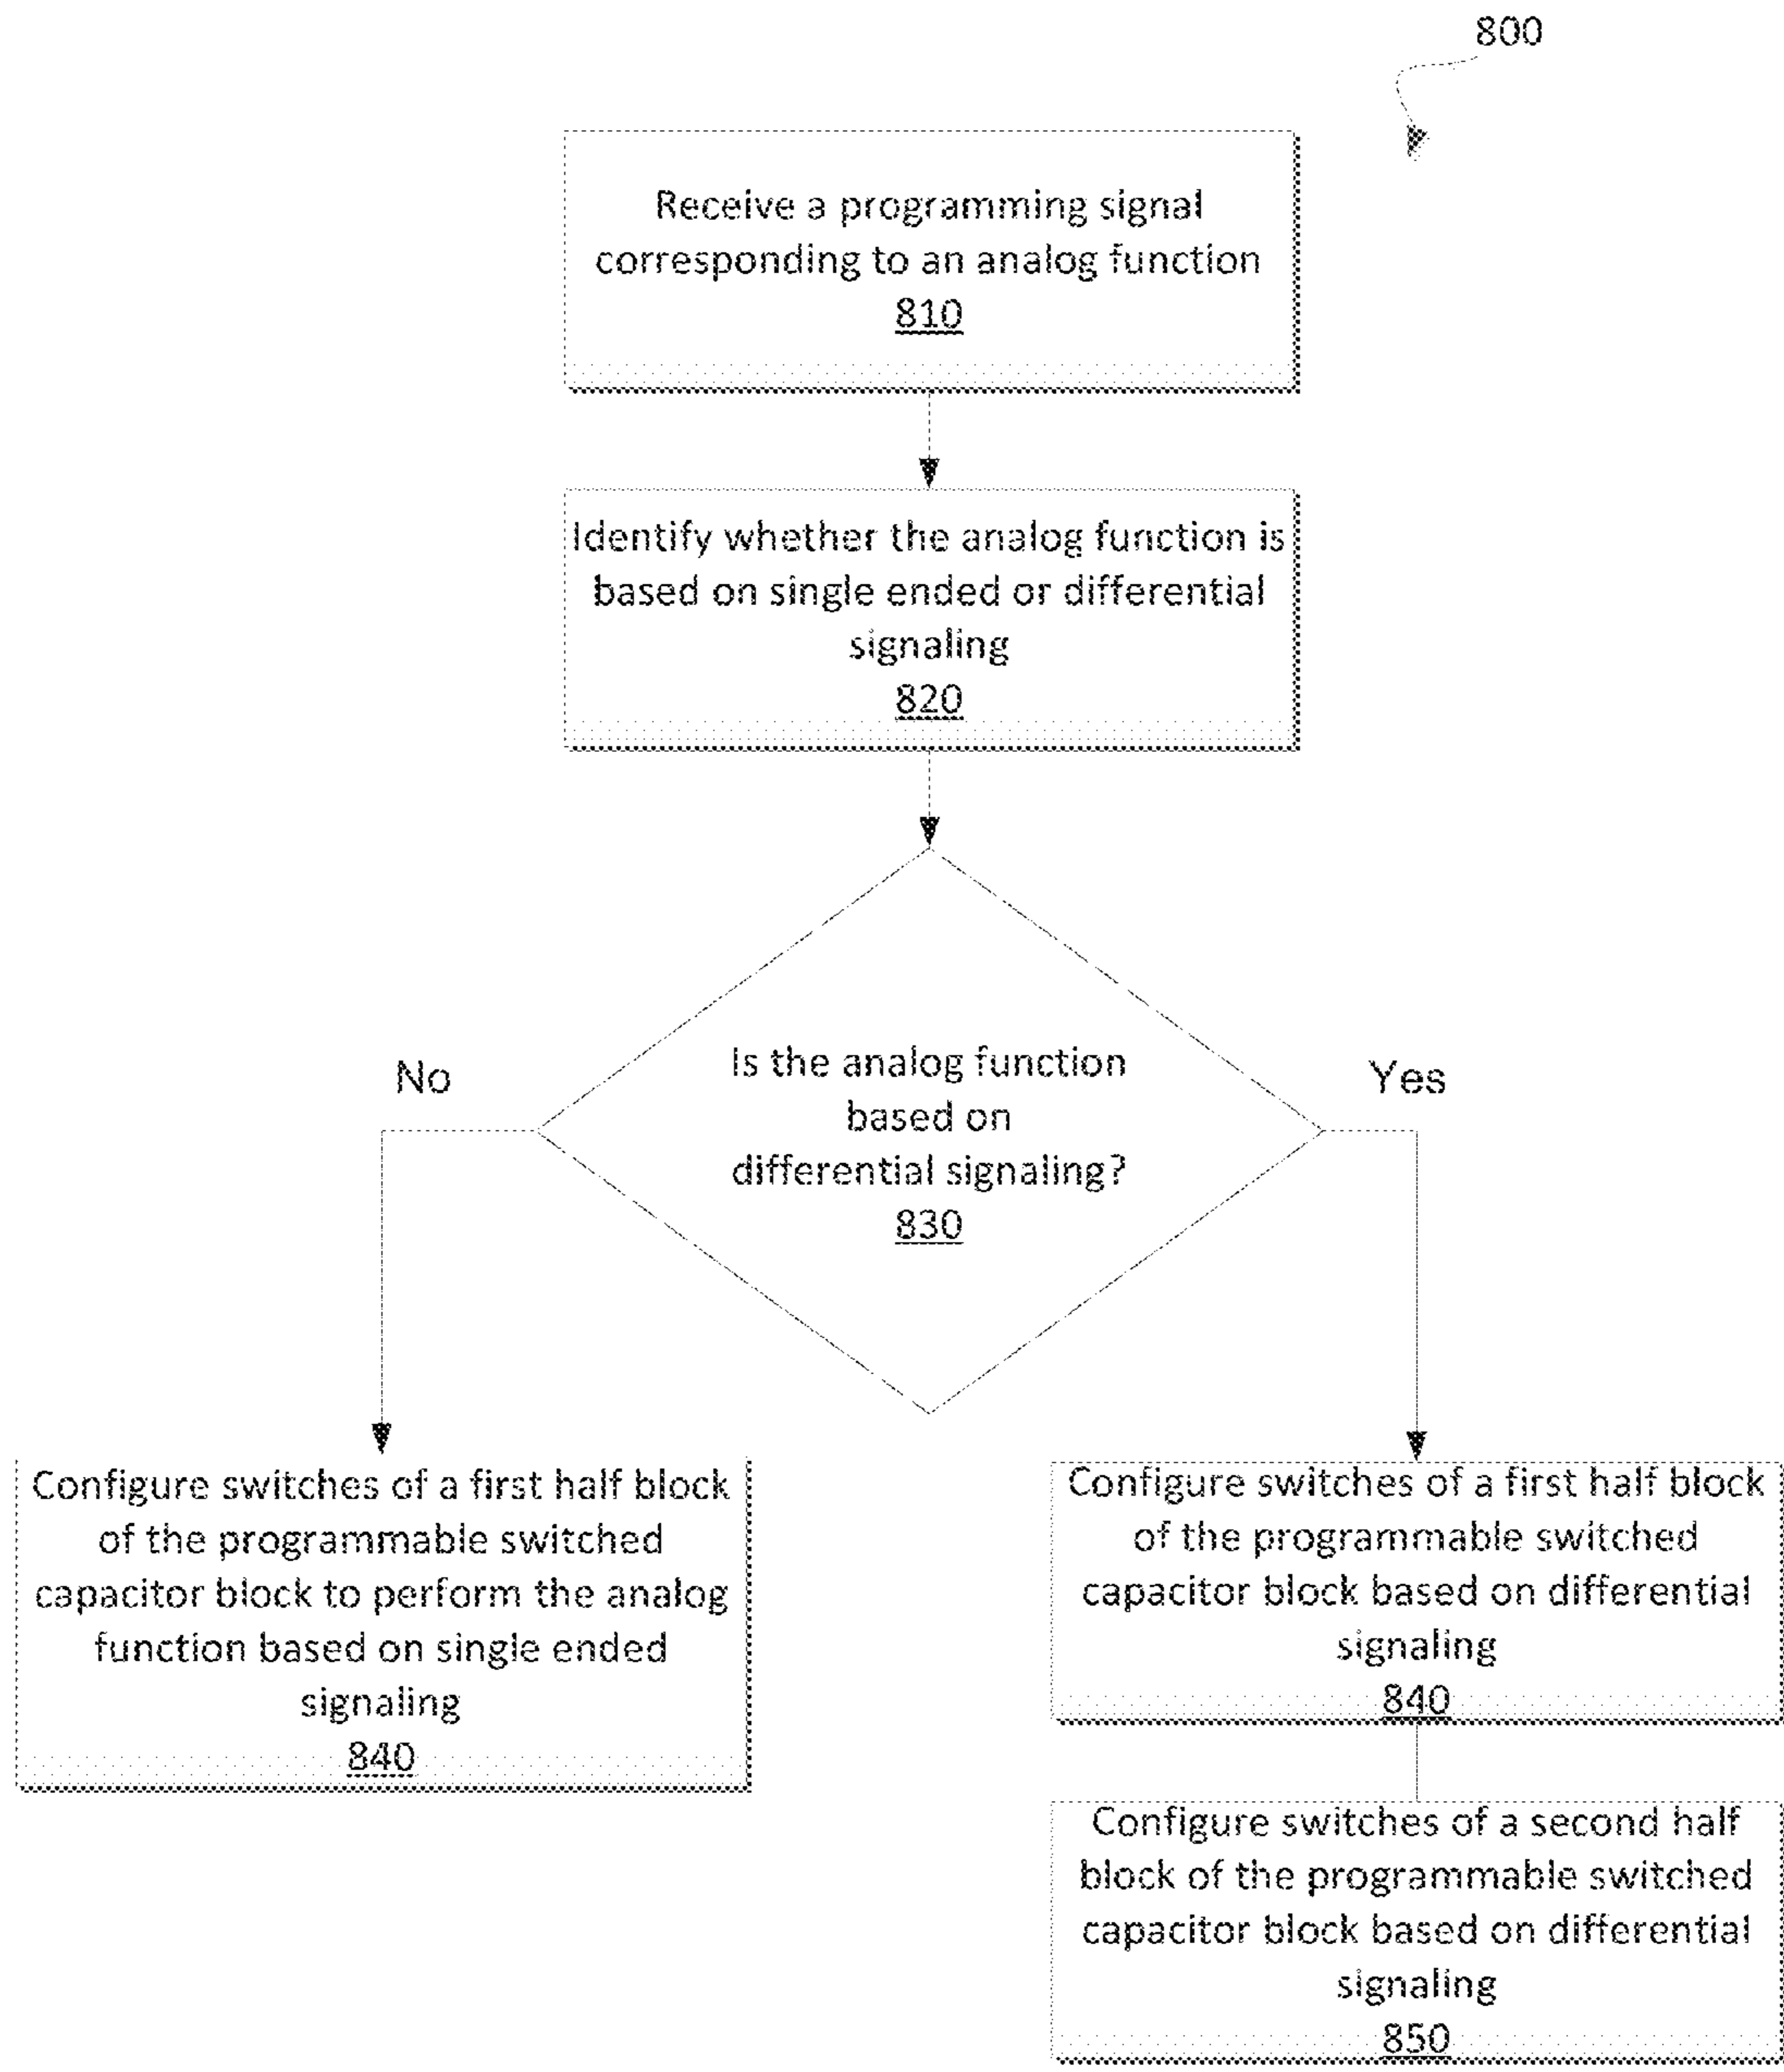 800
Receive a programming signal
corresponding to an analog function
810
Identify whether the analog function is
based on single ended or differential
signaling
820
Is the analog function
based on
differential signaling?
830
No
Yes
Configure switches of a first half block
of the programmable switched
capacitor block to perform the analog
function based on single ended
signaling
840
Configure switches of a first half block
of the programmable switched
capacitor block based on differential
signaling
840
Configure switches of a second half
block of the programmable switched
capacitor block based on differential
signaling
850